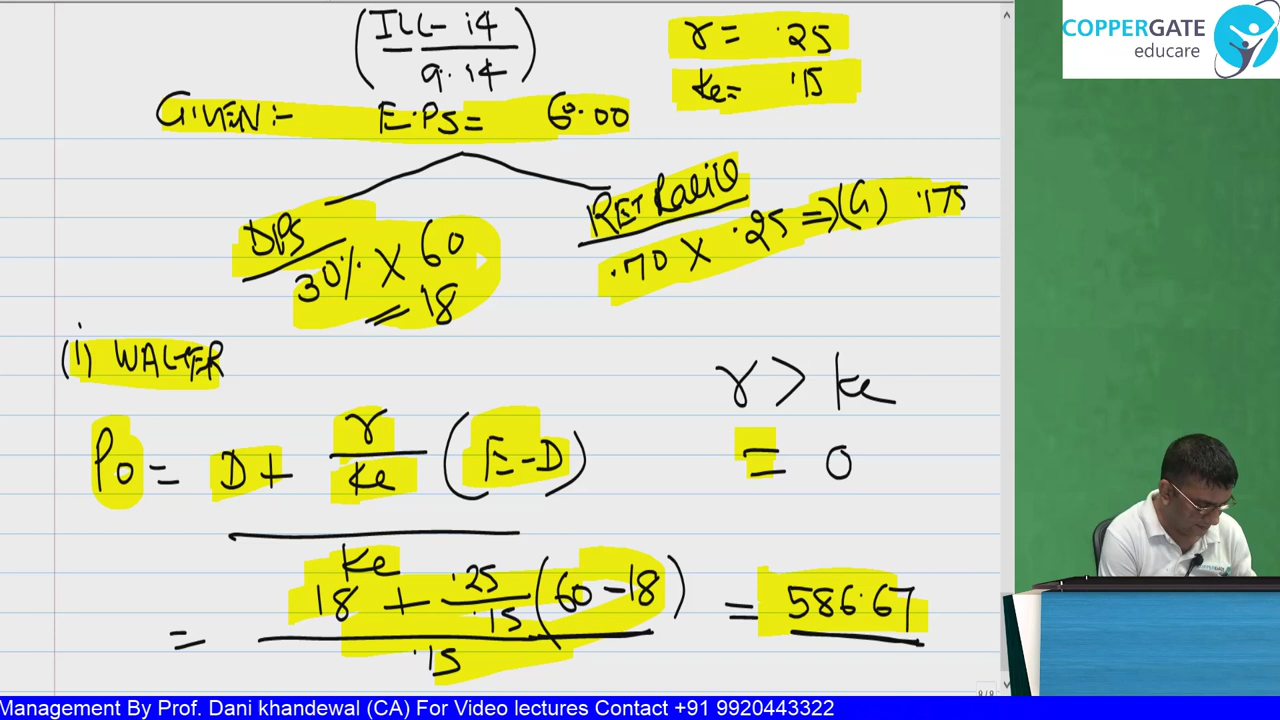 (ILL- 14
9.14)
r = .25
ke= .15
GIVEN:- E.PS= 60.00
DPS
30% X 60
= 18
RET Ratio
.70 X .25 => (G) .175
(i) WALTER
r > ke
= 0
P0 = D + r/ke (E-D)
ke
= 18 + .25/.15 (60-18) = 586.67
.15
COPPERGATE
educare
Management By Prof. Dani khandewal (CA) For Video lectures Contact +91 9920443322